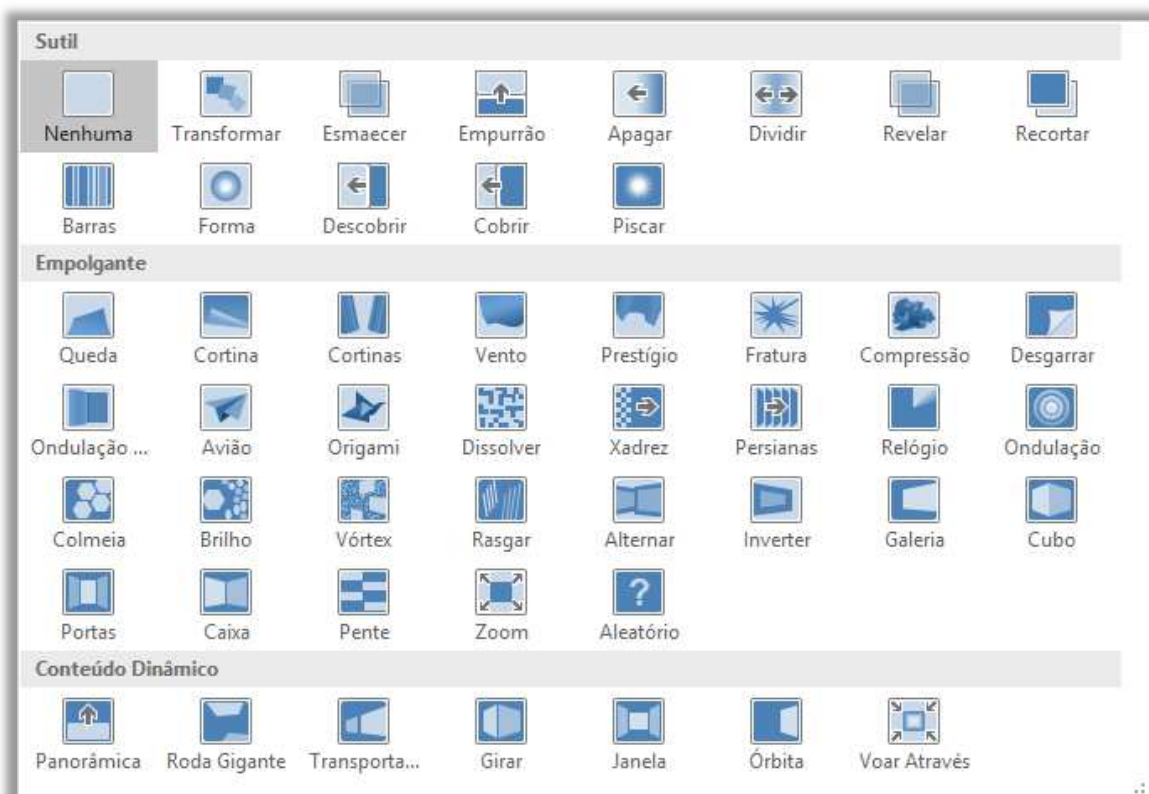 Sutil
Nenhuma Transformar Esmaecer Empurrão Apagar Dividir Revelar Recortar
Barras Forma Descobrir Cobrir Piscar
Empolgante
Queda Cortina Cortinas Vento Prestígio Fratura Compressão Desgarrar
Ondulação ... Avião Origami Dissolver Xadrez Persianas Relógio Ondulação
Colmeia Brilho Vórtex Rasgar Alternar Inverter Galeria Cubo
Portas Caixa Pente Zoom ? Aleatório
Conteúdo Dinâmico
Panorâmica Roda Gigante Transporta... Girar Janela Órbita Voar Através